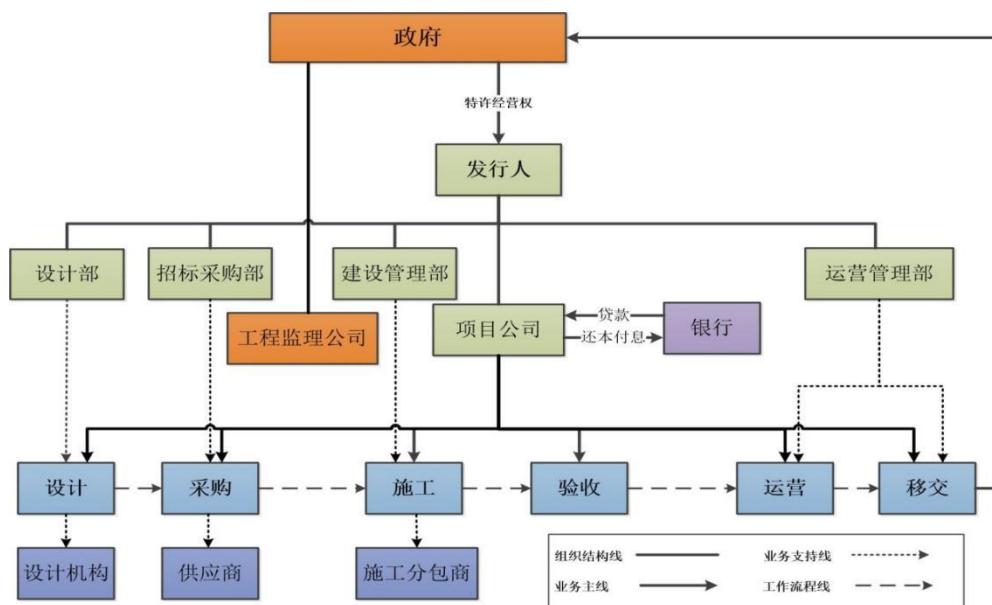 政府
特许经营权
发行人
设计部
招标采购部
建设管理部
运营管理部
工程监理公司
项目公司
贷款
还本付息
银行
设计
采购
施工
验收
运营
移交
设计机构
供应商
施工分包商
组织结构线
业务支持线
业务主线
工作流程线